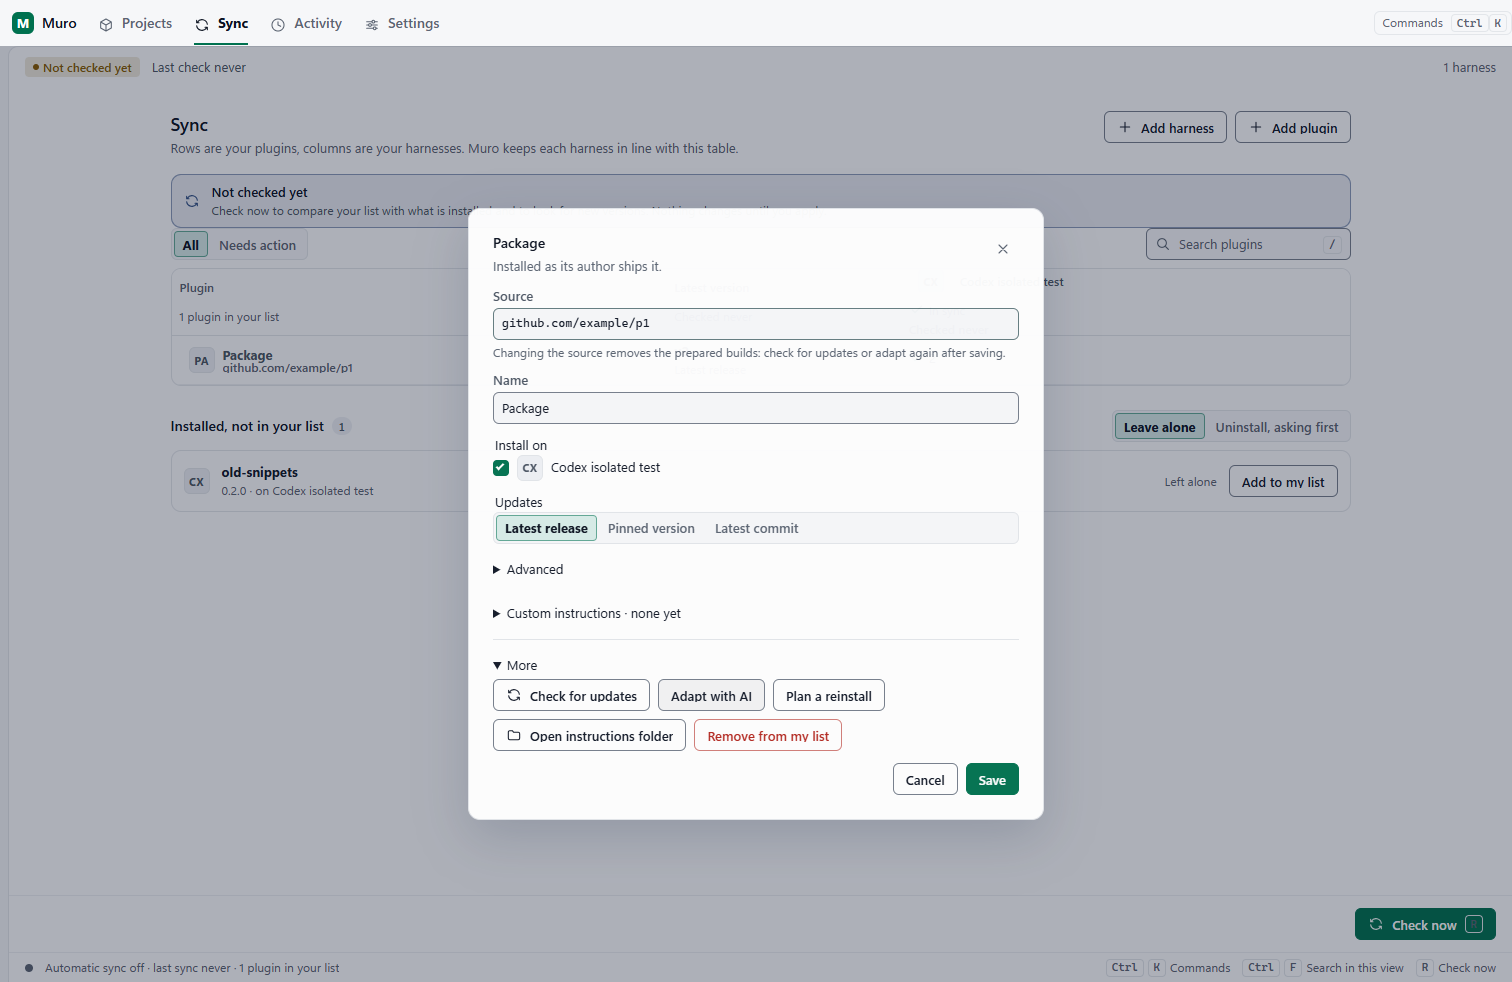 M Muro Projects Sync Activity Settings Commands Ctrl K
Not checked yet Last check never 1 harness
Sync
Add harness Add plugin
Rows are your plugins, columns are your harnesses. Muro keeps each harness in line with this table.
Not checked yet
Check now to compare your list with what is
All Needs action
Search plugins /
Plugin
test
1 plugin in your list
PA Package
github.com/example/p1
Installed, not in your list 1
Leave alone Uninstall, asking first
CX old-snippets
0.2.0 · on Codex isolated test
Left alone Add to my list
Package
Installed as its author ships it.
Source
github.com/example/p1
Changing the source removes the prepared builds: check for updates or adapt again after saving.
Name
Package
Install on
CX Codex isolated test
Updates
Latest release Pinned version Latest commit
Advanced
Custom instructions · none yet
More
Check for updates Adapt with AI Plan a reinstall
Open instructions folder Remove from my list
Cancel Save
Check now R
Automatic sync off · last sync never · 1 plugin in your list
Ctrl K Commands Ctrl F Search in this view R Check now